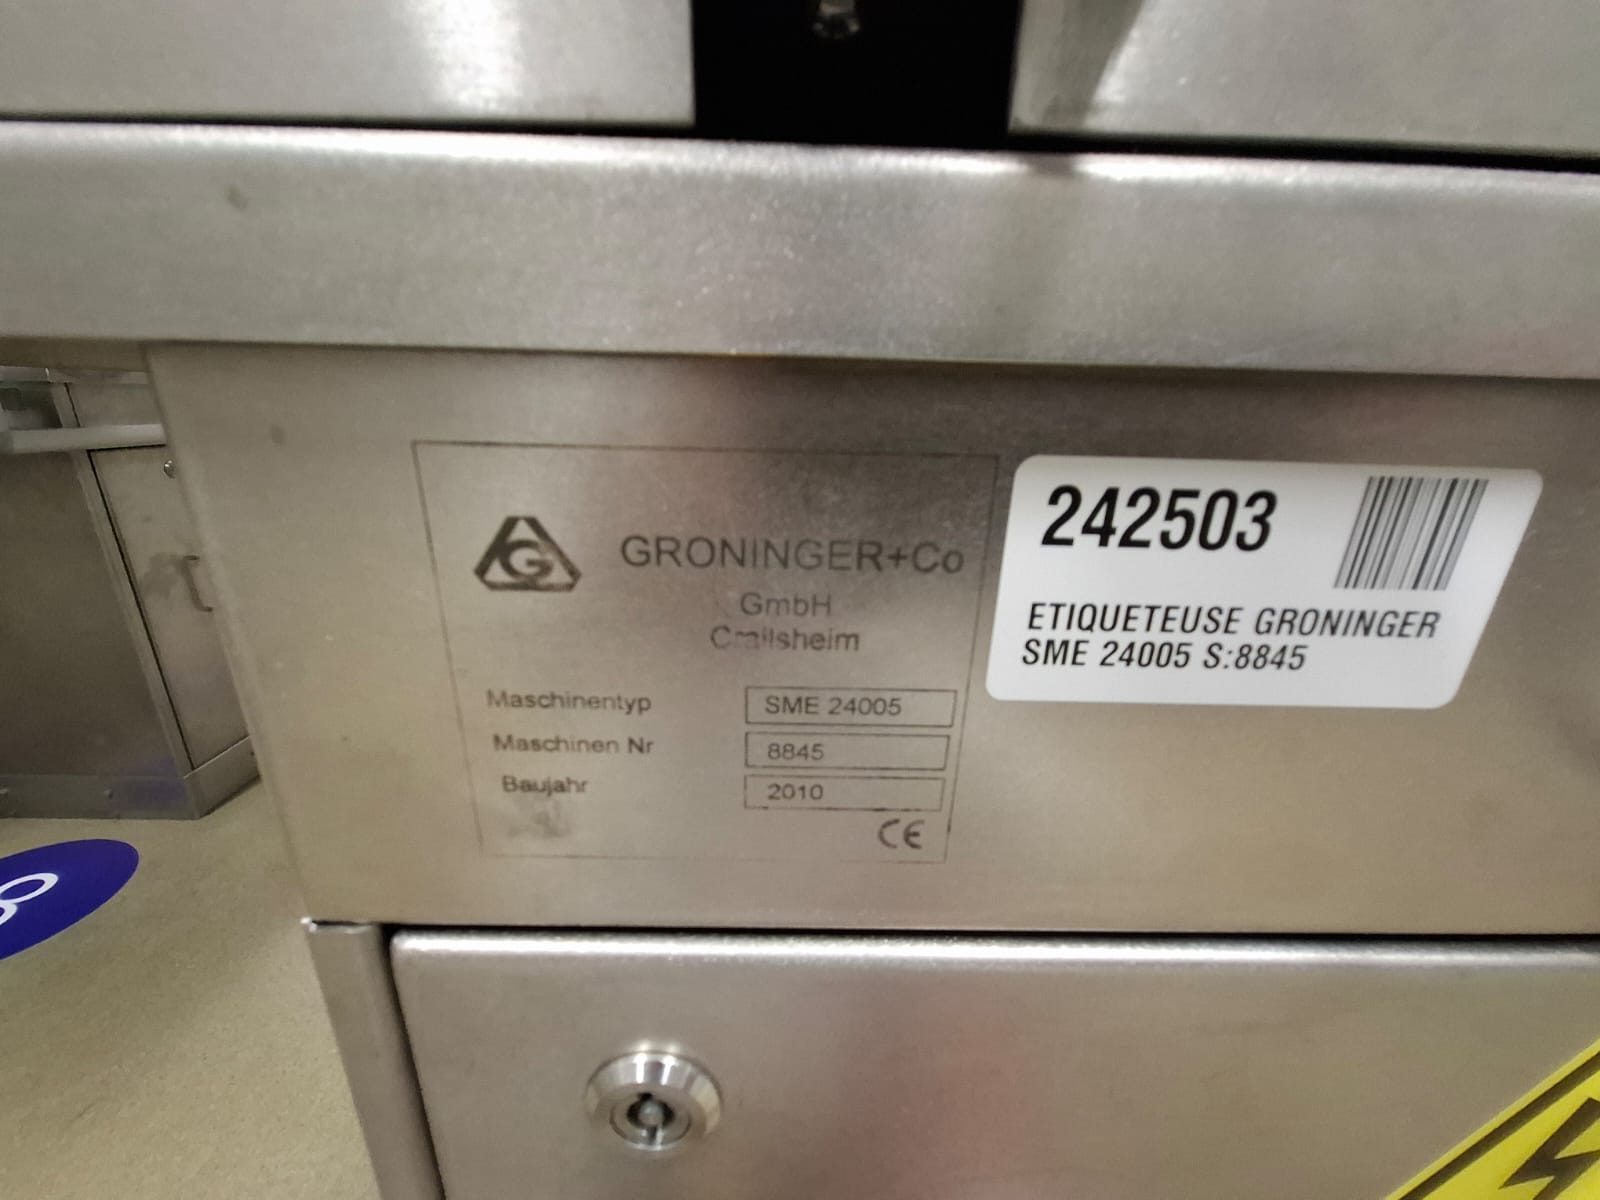 G
GRONINGER+Co
GmbH
Crailsheim
Maschinentyp SME 24005
Maschinen Nr 8845
Baujahr 2010
CE
242503
ETIQUETEUSE GRONINGER
SME 24005 S:8845